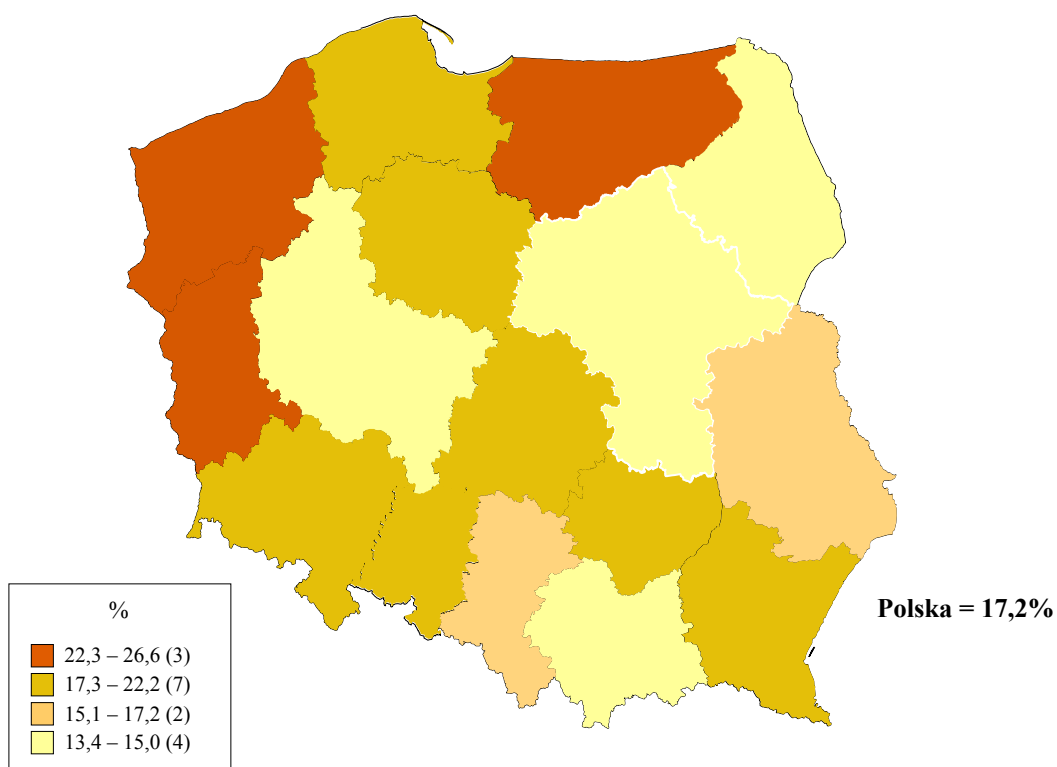 Polska = 17,2%
%
22,3 – 26,6 (3)
17,3 – 22,2 (7)
15,1 – 17,2 (2)
13,4 – 15,0 (4)